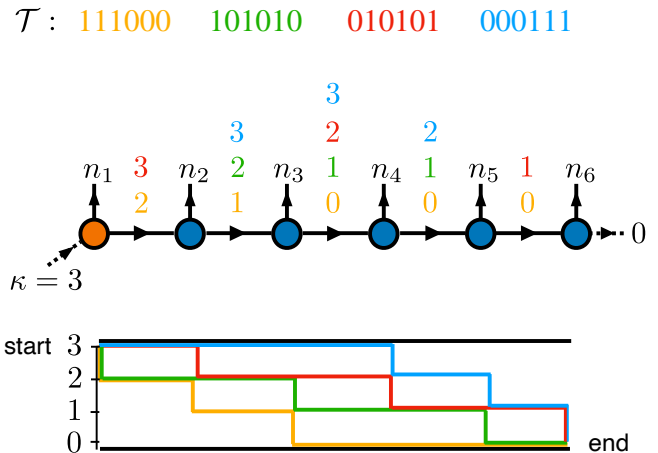 𝒯 : 111000 101010 010101 000111
3
3 2 2
n₁ 3 n₂ 2 n₃ 1 n₄ 1 n₅ 1 n₆
2 1 0 0 0
0
κ = 3
start 3
2
1
0 end